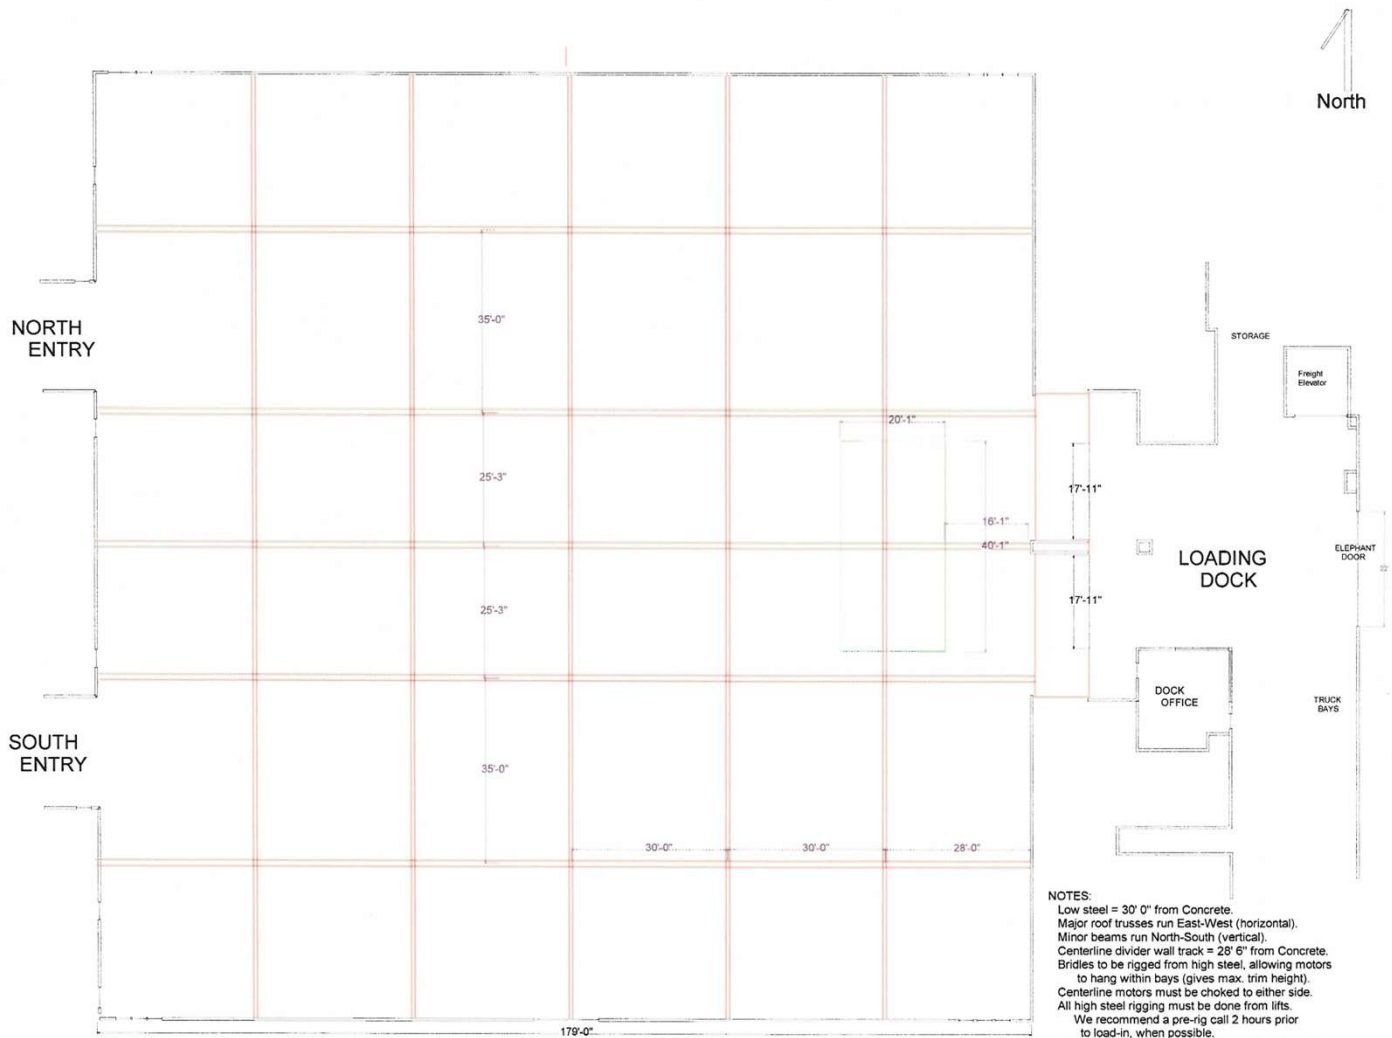 North
NORTH
ENTRY
35'-0"
STORAGE
Freight
Elevator
20'-1"
25'-3"
17'-11"
16'-1"
40'-1"
LOADING
DOCK
ELEPHANT
DOOR
22'
25'-3"
17'-11"
DOCK
OFFICE
TRUCK
BAYS
SOUTH
ENTRY
35'-0"
30'-0"
30'-0"
28'-0"
NOTES:
Low steel = 30' 0" from Concrete.
Major roof trusses run East-West (horizontal).
Minor beams run North-South (vertical).
Centerline divider wall track = 28' 6" from Concrete.
Bridles to be rigged from high steel, allowing motors
to hang within bays (gives max. trim height).
Centerline motors must be choked to either side.
All high steel rigging must be done from lifts.
We recommend a pre-rig call 2 hours prior
to load-in, when possible.
179'-0"